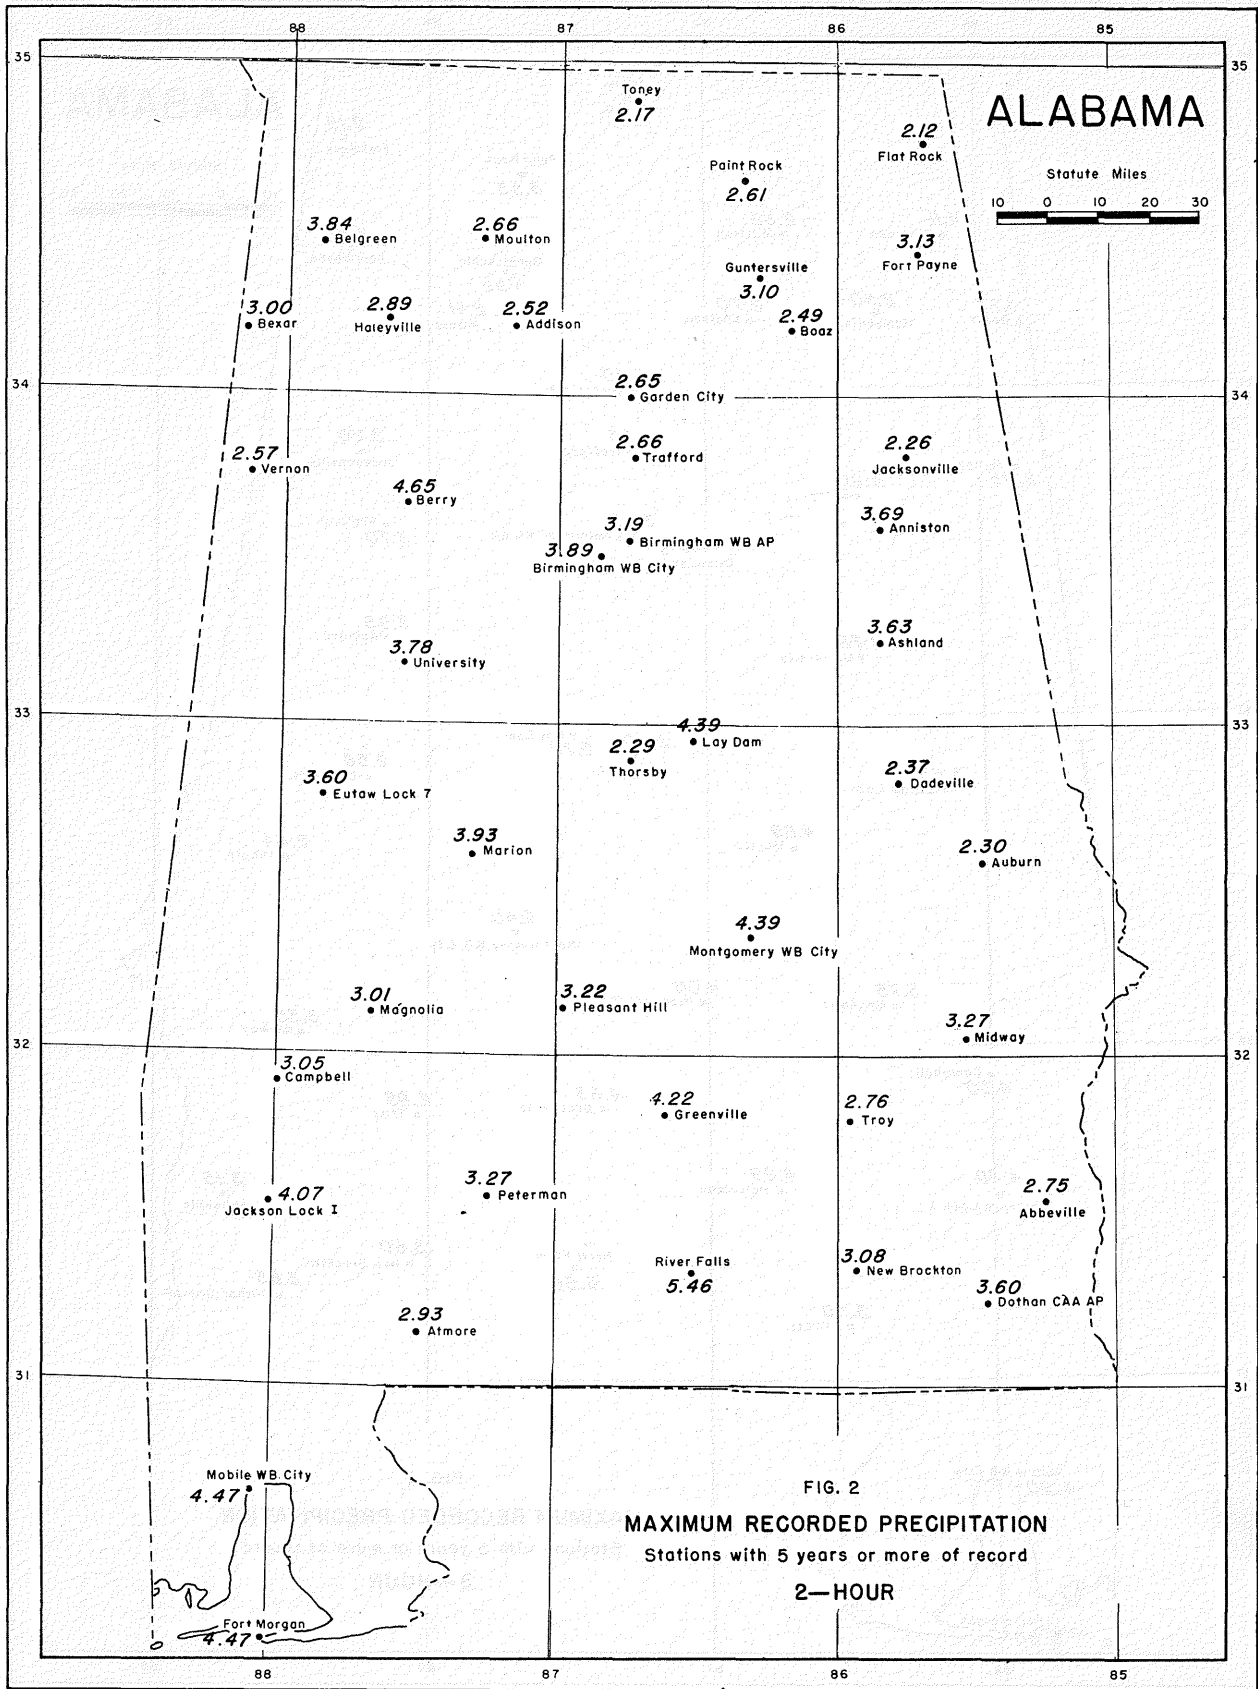 88 87 86 85
35 35
Toney
2.17
ALABAMA
2.12
Flat Rock
Statute Miles
10 0 10 20 30
Paint Rock
2.61
3.84
Belgreen
2.66
Moulton
3.13
Fort Payne
Guntersville
3.10
3.00
Bexar
2.89
Haleyville
2.52
Addison
2.49
Boaz
34 34
2.65
Garden City
2.57
Vernon
2.66
Trafford
2.26
Jacksonville
4.65
Berry
3.19
Birmingham WB AP
3.89
Birmingham WB City
3.69
Anniston
3.78
University
3.63
Ashland
33 33
4.39
Lay Dam
2.29
Thorsby
3.60
Eutaw Lock 7
2.37
Dadeville
3.93
Marion
2.30
Auburn
4.39
Montgomery WB City
3.01
Magnolia
3.22
Pleasant Hill
3.27
Midway
32 32
3.05
Campbell
4.22
Greenville
2.76
Troy
4.07
Jackson Lock I
3.27
Peterman
2.75
Abbeville
River Falls
5.46
3.08
New Brockton
3.60
Dothan CAA AP
2.93
Atmore
31 31
Mobile WB City
4.47
FIG. 2
MAXIMUM RECORDED PRECIPITATION
Stations with 5 years or more of record
2—HOUR
Fort Morgan
4.47
88 87 86 85